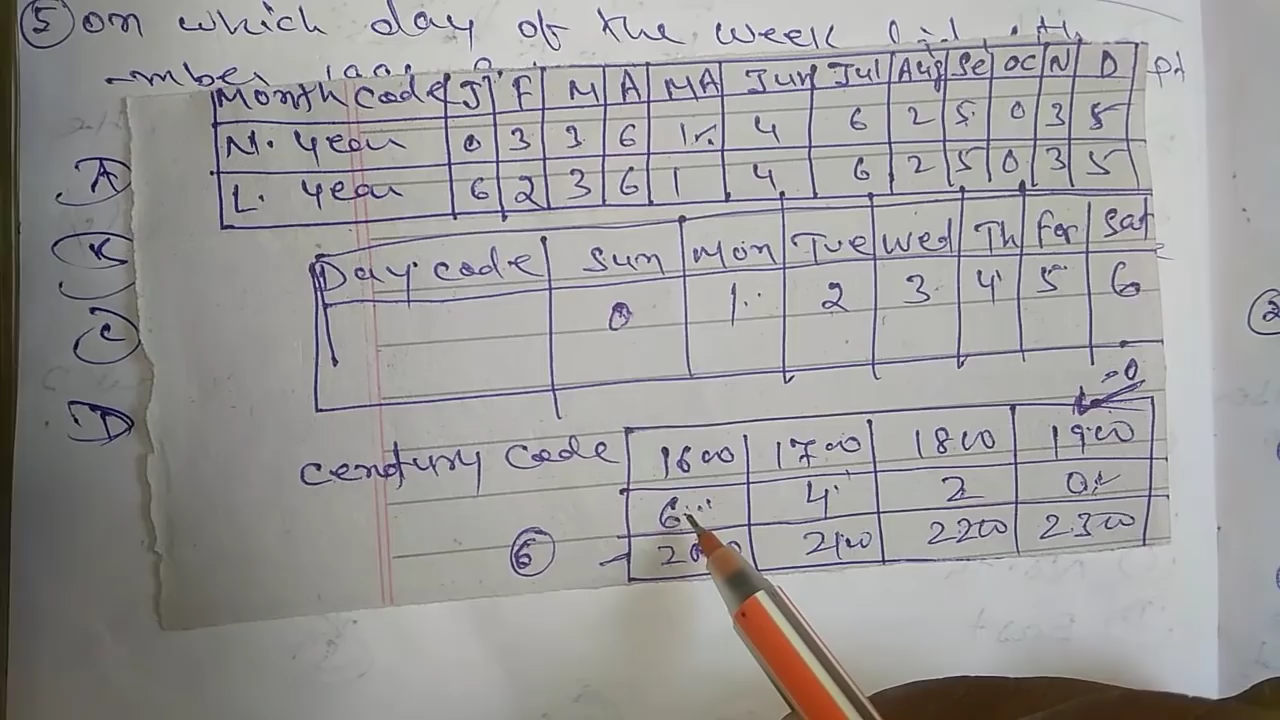 ⑤ on which day of the week
Month Code J F M A MA Jun Jul Aug Se Oc N D
N. Year 0 3 3 6 1 4 6 2 5 0 3 5
L. Year 6 2 3 6 1 4 6 2 5 0 3 5
A
Day code Sun Mon Tue Wed Th For Sat
0 1 2 3 4 5 6
C
D
=0
Century Code 1600 1700 1800 1900
6 4 2 0
⑥ 2000 2100 2200 2300